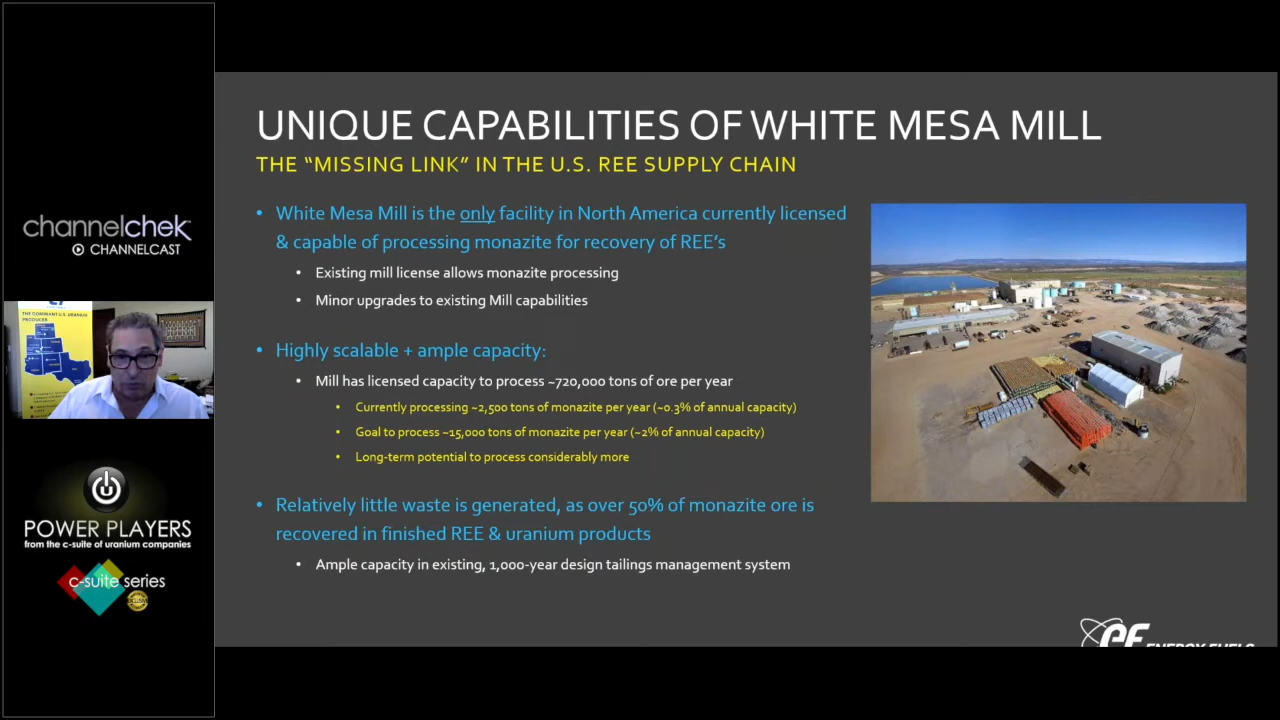 UNIQUE CAPABILITIES OF WHITE MESA MILL
THE “MISSING LINK” IN THE U.S. REE SUPPLY CHAIN
• White Mesa Mill is the only facility in North America currently licensed
& capable of processing monazite for recovery of REE’s
• Existing mill license allows monazite processing
• Minor upgrades to existing Mill capabilities
• Highly scalable + ample capacity:
• Mill has licensed capacity to process ~720,000 tons of ore per year
• Currently processing ~2,500 tons of monazite per year (~0.3% of annual capacity)
• Goal to process ~15,000 tons of monazite per year (~2% of annual capacity)
• Long-term potential to process considerably more
• Relatively little waste is generated, as over 50% of monazite ore is
recovered in finished REE & uranium products
• Ample capacity in existing, 1,000-year design tailings management system
channelchek
CHANNELCAST
THE DOMINANT U.S. URANIUM
PRODUCER
POWER PLAYERS
from the c-suite of uranium companies
c-suite series
EF ENERGY FUELS